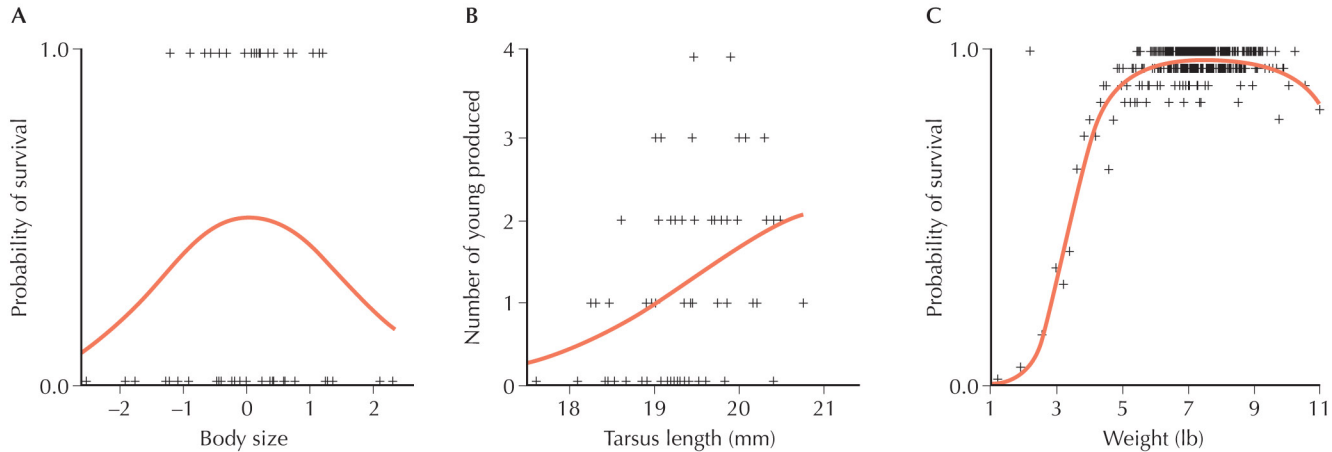 A
Probability of survival
1.0
0.0
–2
–1
0
1
2
Body size
B
Number of young produced
4
3
2
1
0
18
19
20
21
Tarsus length (mm)
C
Probability of survival
1.0
0.0
1
3
5
7
9
11
Weight (lb)